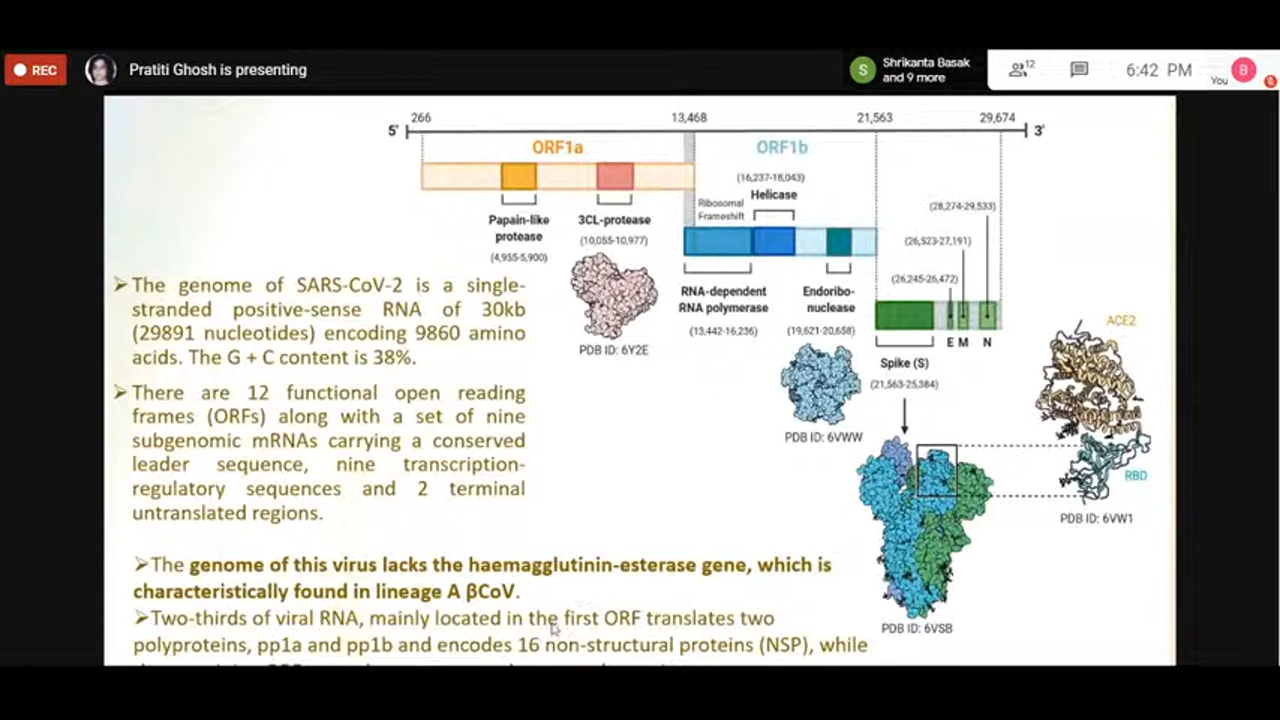 REC
Pratiti Ghosh is presenting
S
Shrikanta Basak
and 9 more
12
6:42 PM
You
B
5'
266
13,468
21,563
29,674
3'
ORF1a
ORF1b
(16,237-18,043)
Helicase
Ribosomal
Frameshift
(28,274-29,533)
Papain-like
protease
(4,955-5,900)
3CL-protease
(10,055-10,977)
(26,523-27,191)
(26,245-26,472)
RNA-dependent
RNA polymerase
(13,442-16,236)
Endoribo-
nuclease
(19,621-20,658)
E M N
PDB ID: 6Y2E
Spike (S)
(21,563-25,384)
ACE2
PDB ID: 6VWW
RBD
PDB ID: 6VW1
PDB ID: 6VSB
➢The genome of SARS-CoV-2 is a single-
stranded positive-sense RNA of 30kb
(29891 nucleotides) encoding 9860 amino
acids. The G + C content is 38%.
➢There are 12 functional open reading
frames (ORFs) along with a set of nine
subgenomic mRNAs carrying a conserved
leader sequence, nine transcription-
regulatory sequences and 2 terminal
untranslated regions.
➢The genome of this virus lacks the haemagglutinin-esterase gene, which is
characteristically found in lineage A βCoV.
➢Two-thirds of viral RNA, mainly located in the first ORF translates two
polyproteins, pp1a and pp1b and encodes 16 non-structural proteins (NSP), while